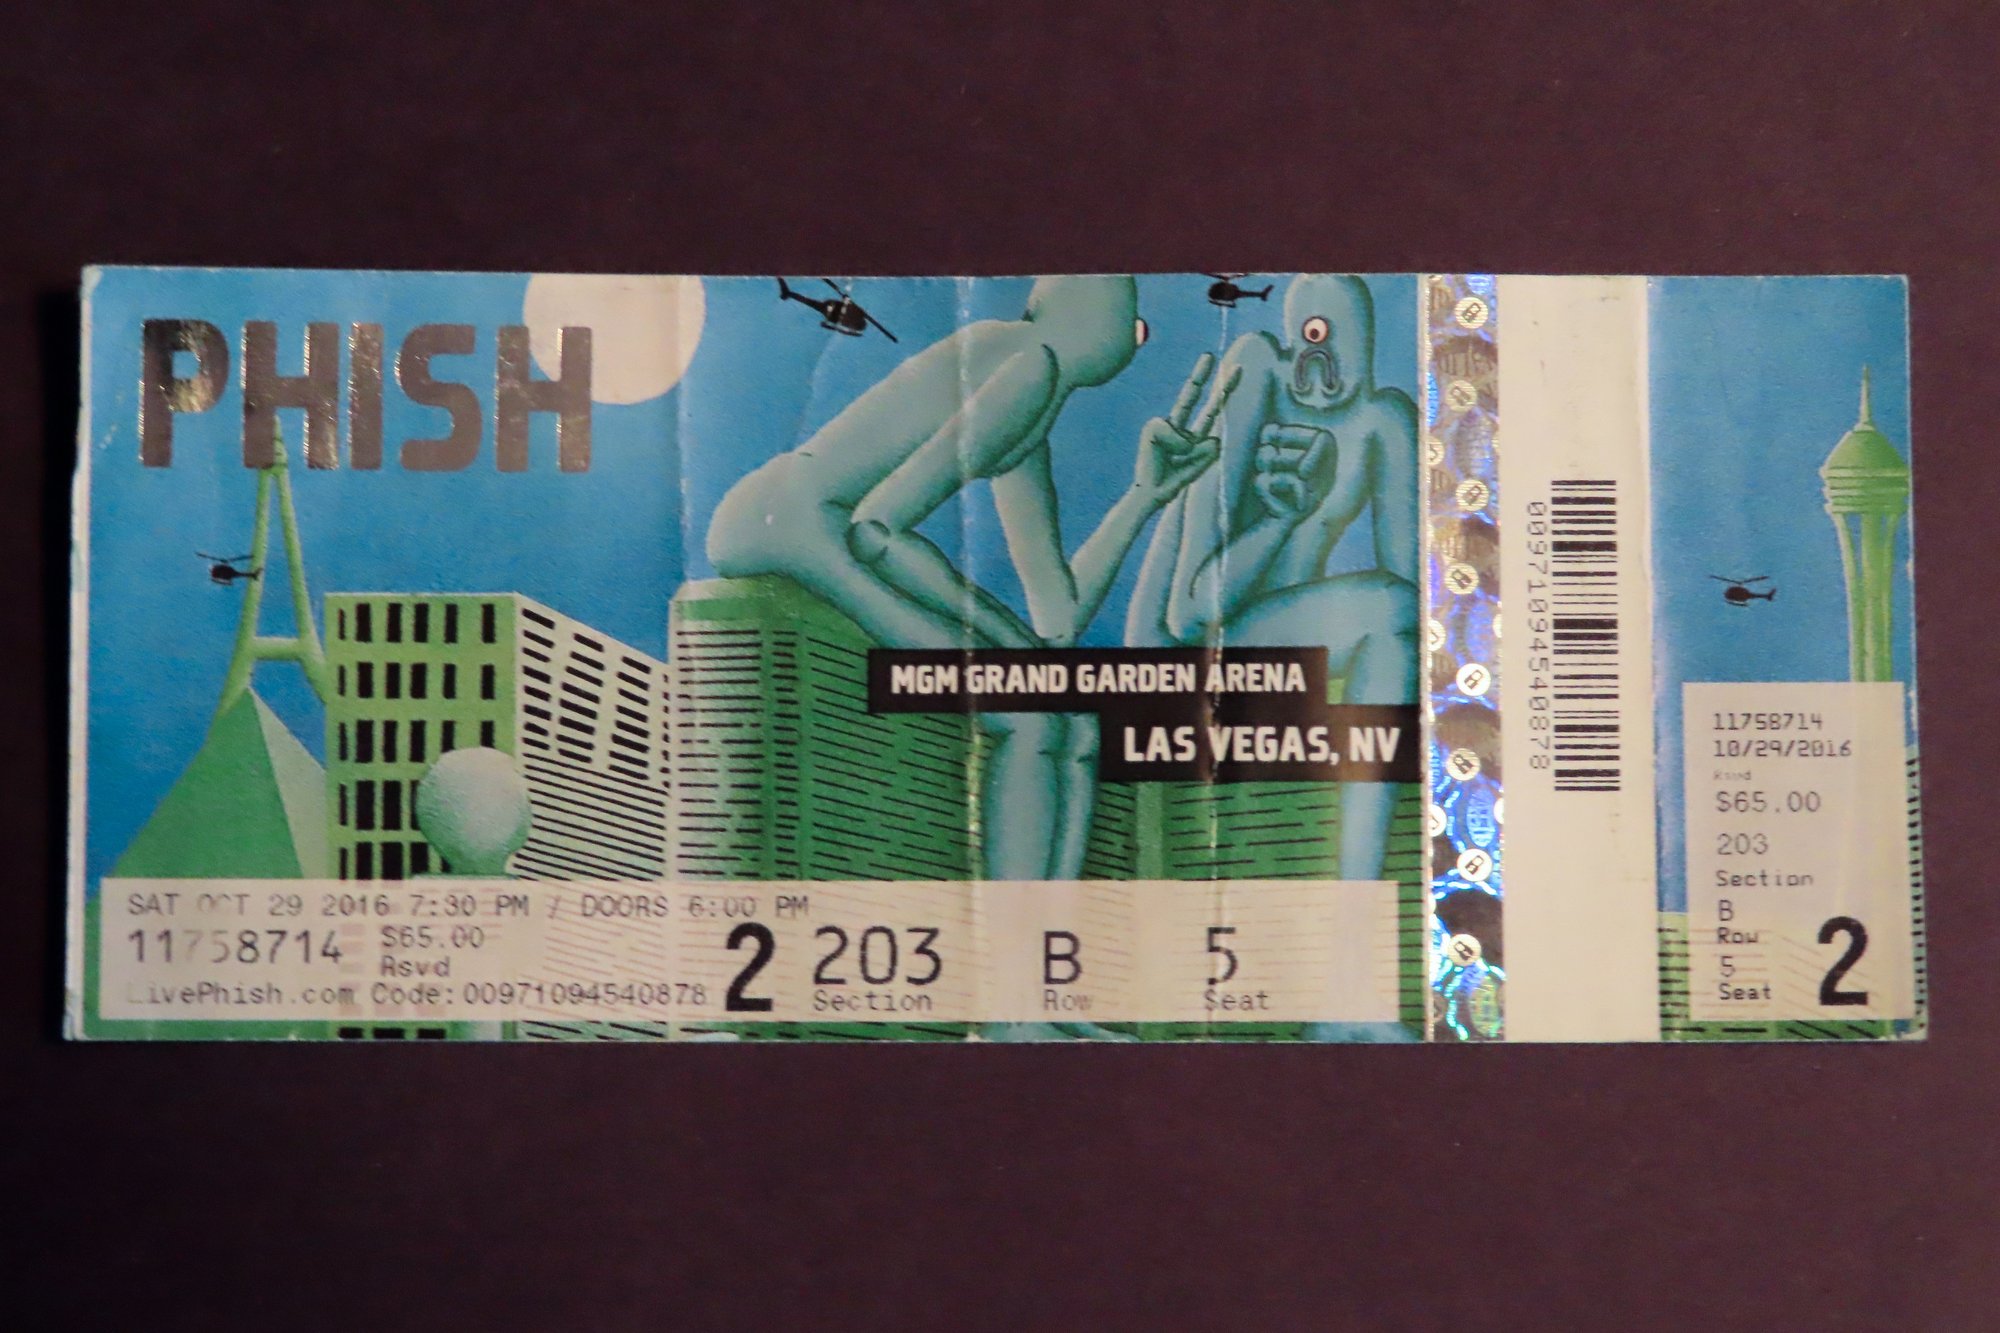 PHISH
MGM GRAND GARDEN ARENA
LAS VEGAS, NV
SAT OCT 29 2016 7:30 PM / DOORS 6:00 PM
11758714
$65.00
Rsvd
LivePhish.com Code:00971094540878
2
203
Section
B
Row
5
Seat
00971094540878
11758714
10/29/2016
Rsvd
$65.00
203
Section
B
Row
5
Seat
2